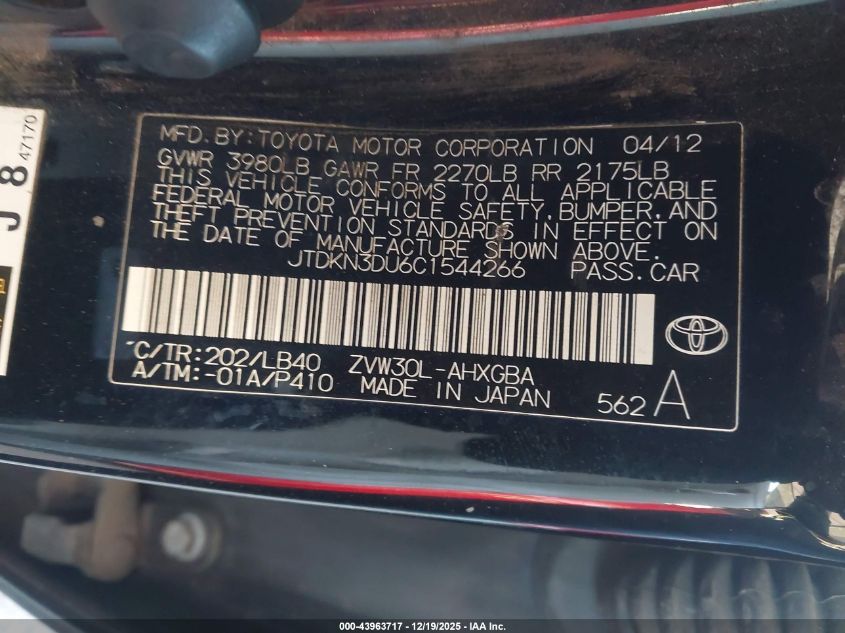 MFD. BY: TOYOTA MOTOR CORPORATION 04/12
GVWR 3980LB GAWR FR 2270LB RR 2175LB
THIS VEHICLE CONFORMS TO ALL APPLICABLE
FEDERAL MOTOR VEHICLE SAFETY, BUMPER, AND
THEFT PREVENTION STANDARDS IN EFFECT ON
THE DATE OF MANUFACTURE SHOWN ABOVE.
JTDKN3DU6C1544266 PASS. CAR
C/TR: 202/LB40 ZVW30L-AHXGBA
A/TM: -01A/P410 MADE IN JAPAN
562 A
J 8
47170
000-43963717 - 12/19/2025 - IAA Inc.